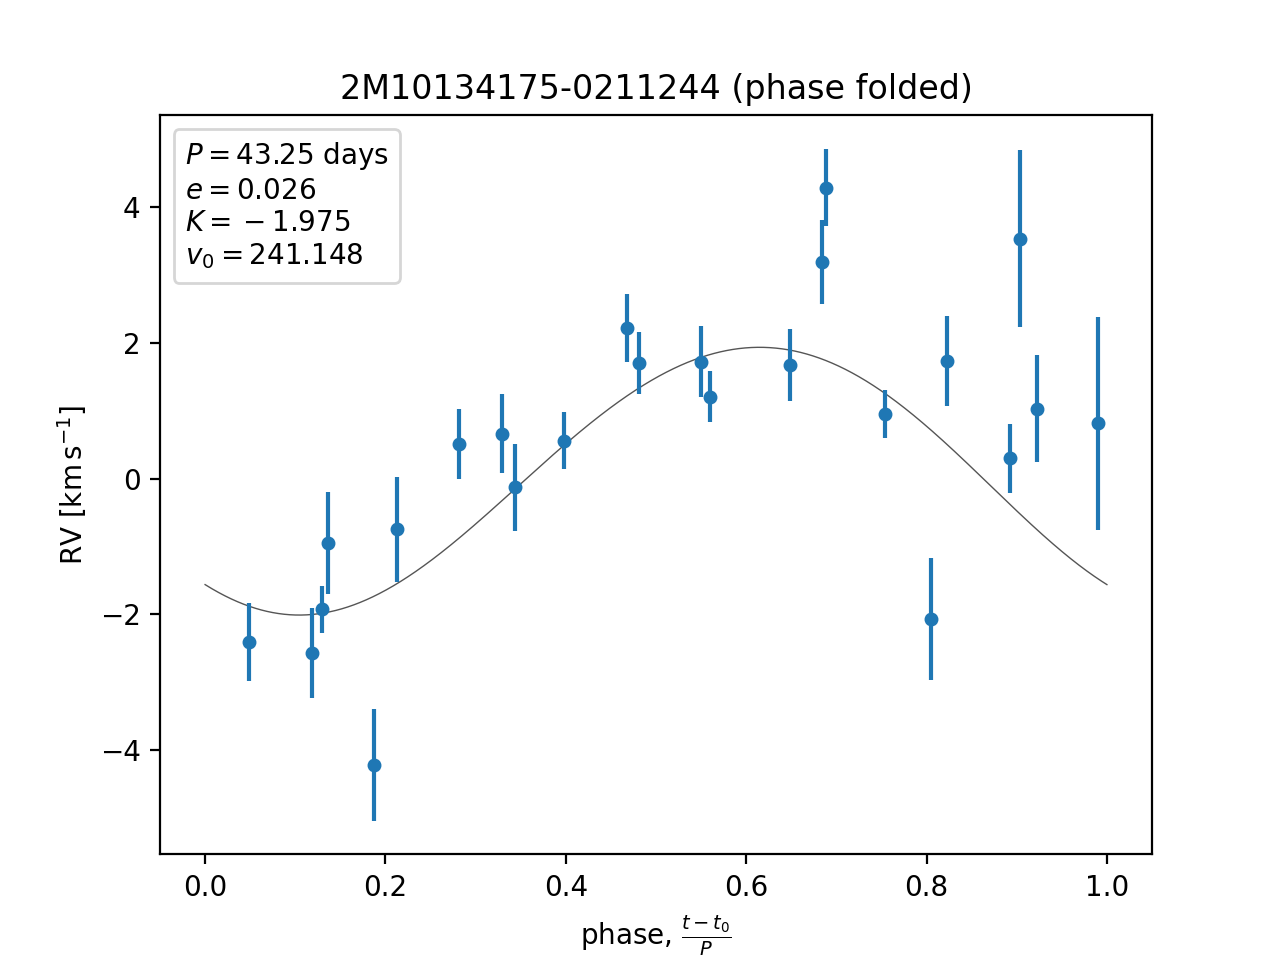 2M10134175-0211244 (phase folded)
P = 43.25 days
e = 0.026
K = −1.975
v₀ = 241.148
4
2
0
−2
−4
RV [km s⁻¹]
0.0 0.2 0.4 0.6 0.8 1.0
phase, (t − t₀)/P